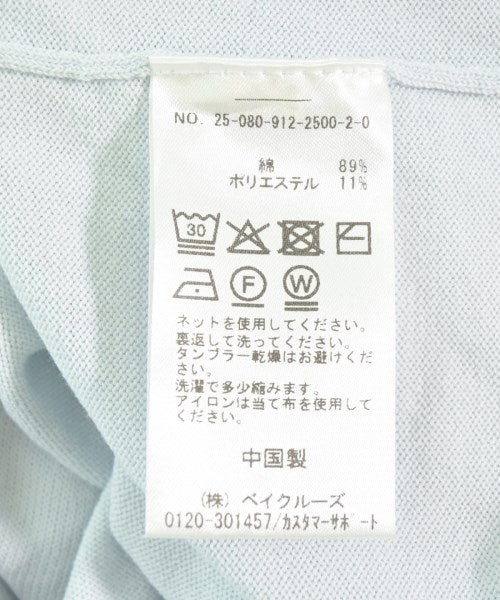 NO. 25-080-912-2500-2-0
綿 89%
ポリエステル 11%
30
F W
ネットを使用してください。
裏返して洗ってください。
タンブラー乾燥はお避けくだ
さい。
洗濯で多少縮みます。
アイロンは当て布を使用して
ください。
中国製
(株) ベイクルーズ
0120-301457/カスタマーサポート